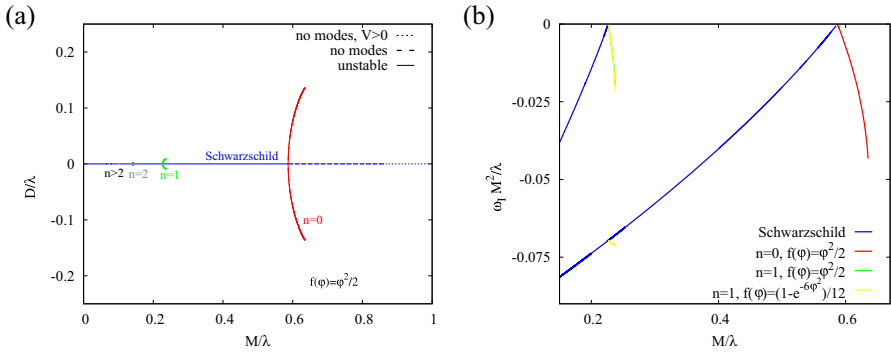 (a)
no modes, V>0
no modes
unstable
0.2
0.1
0
-0.1
-0.2
D/λ
Schwarzschild
n>2
n=2
n=1
n=0
f(φ)=φ²/2
0 0.2 0.4 0.6 0.8 1
M/λ
(b)
0
-0.025
-0.05
-0.075
ω_I M²/λ
Schwarzschild
n=0, f(φ)=φ²/2
n=1, f(φ)=φ²/2
n=1, f(φ)=(1-e^{-6φ²})/12
0.2 0.4 0.6
M/λ